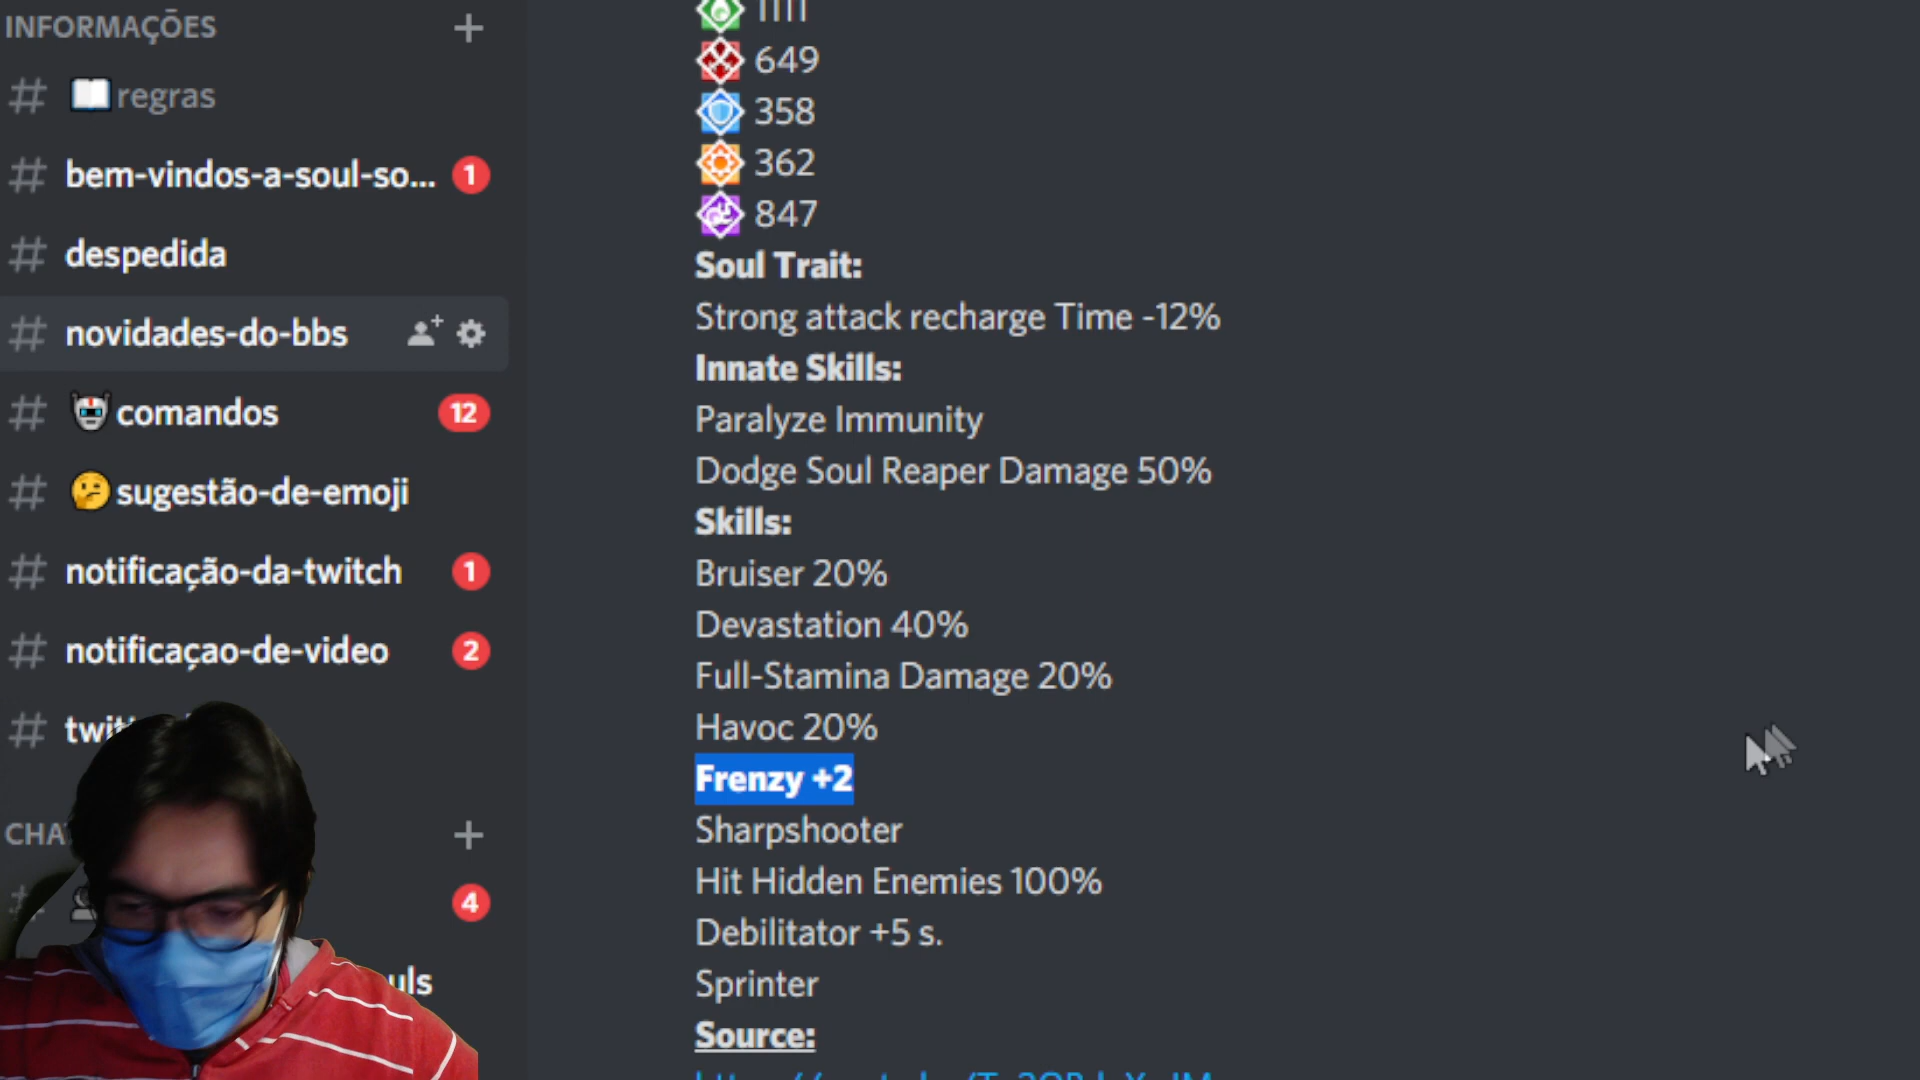 INFORMAÇÕES
regras
bem-vindos-a-soul-so... 1
despedida
novidades-do-bbs
comandos 12
sugestão-de-emoji
notificação-da-twitch 1
notificaçao-de-video 2
4
1111
649
358
362
847
Soul Trait:
Strong attack recharge Time -12%
Innate Skills:
Paralyze Immunity
Dodge Soul Reaper Damage 50%
Skills:
Bruiser 20%
Devastation 40%
Full-Stamina Damage 20%
Havoc 20%
Frenzy +2
Sharpshooter
Hit Hidden Enemies 100%
Debilitator +5 s.
Sprinter
Source: